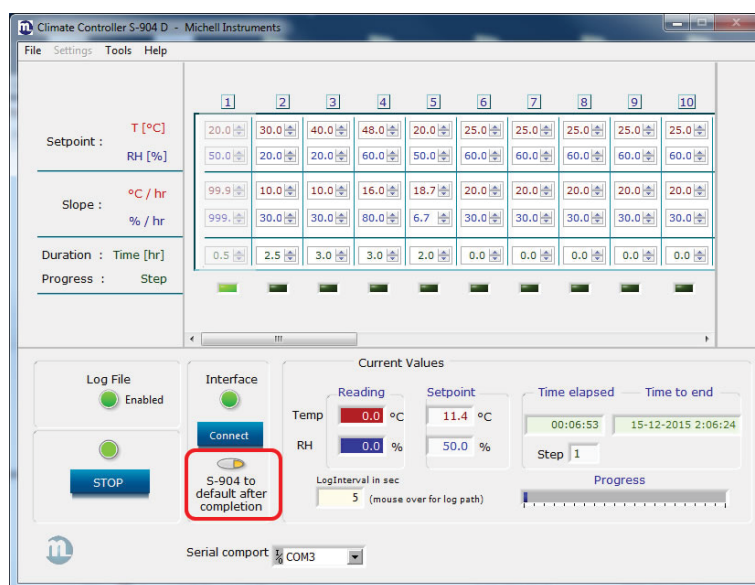 Climate Controller S-904 D - Michell Instruments
File Settings Tools Help
1 2 3 4 5 6 7 8 9 10
Setpoint :
T [°C] 20.0 30.0 40.0 48.0 20.0 25.0 25.0 25.0 25.0 25.0
RH [%] 50.0 20.0 20.0 60.0 50.0 60.0 60.0 60.0 60.0 60.0
Slope :
°C / hr 99.9 10.0 10.0 16.0 18.7 20.0 20.0 20.0 20.0 20.0
% / hr 999. 30.0 30.0 80.0 6.7 30.0 30.0 30.0 30.0 30.0
Duration : Time [hr] 0.5 2.5 3.0 3.0 2.0 0.0 0.0 0.0 0.0 0.0
Progress : Step
Log File
Enabled
STOP
Interface
Connect
S-904 to
default after
completion
Current Values
Reading Setpoint
Temp 0.0 °C 11.4 °C
RH 0.0 % 50.0 %
LogInterval in sec
5 (mouse over for log path)
Time elapsed Time to end
00:06:53 15-12-2015 2:06:24
Step 1
Progress
m
Serial comport I/0 COM3